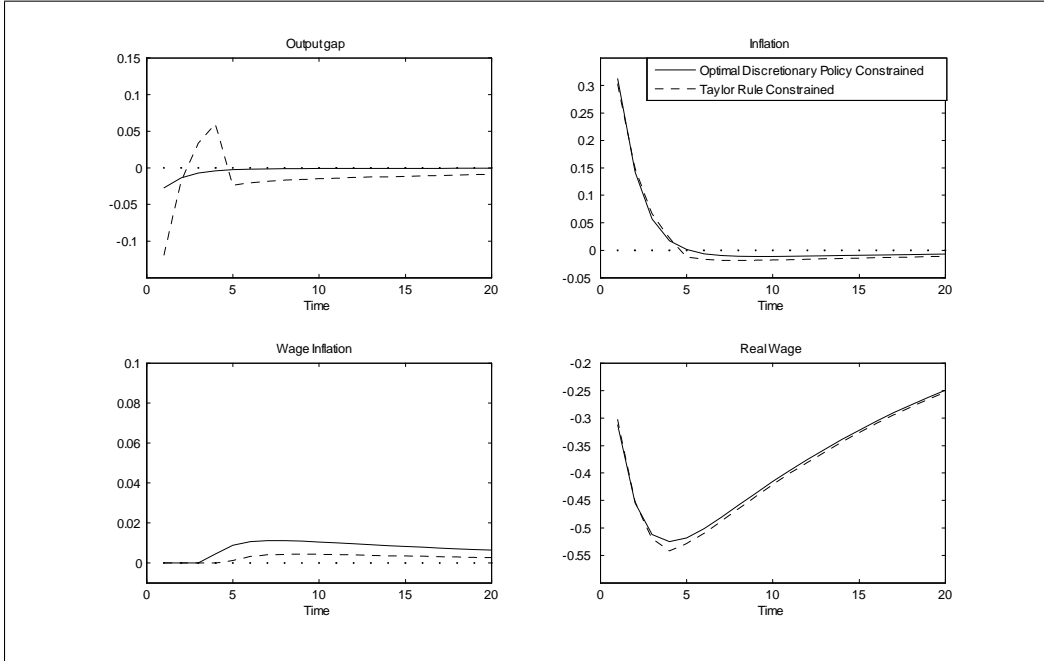 Output gap
0.15
0.1
0.05
0
-0.05
-0.1
0 5 10 15 20
Time
Inflation
Optimal Discretionary Policy Constrained
Taylor Rule Constrained
0.3
0.25
0.2
0.15
0.1
0.05
0
-0.05
0 5 10 15 20
Time
Wage Inflation
0.1
0.08
0.06
0.04
0.02
0
0 5 10 15 20
Time
Real Wage
-0.2
-0.25
-0.3
-0.35
-0.4
-0.45
-0.5
-0.55
0 5 10 15 20
Time